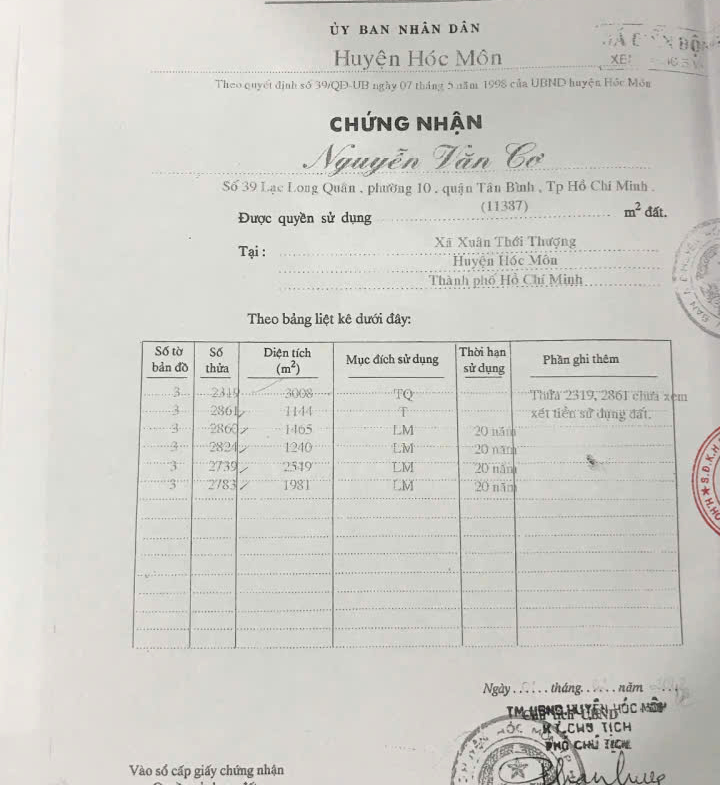 ỦY BAN NHÂN DÂN
Huyện Hóc Môn
Theo quyết định số 39/QĐ-UB ngày 07 tháng 5 năm 1998 của UBND huyện Hóc Môn
CHỨNG NHẬN
Nguyễn Văn Cơ
Số 39 Lạc Long Quân , phường 10 , quận Tân Bình , Tp Hồ Chí Minh .
Được quyền sử dụng (11387) m² đất.
Tại : Xã Xuân Thới Thượng
Huyện Hóc Môn
Thành phố Hồ Chí Minh
Theo bảng liệt kê dưới đây:
Số tờ bản đồ Số thửa Diện tích (m²) Mục đích sử dụng Thời hạn sử dụng Phần ghi thêm
3 2319 3008 TQ Thửa 2319, 2861 chưa xem
3 2861 1144 T xét tiền sử dụng đất.
3 2860 1465 LM 20 năm
3 2824 1240 LM 20 năm
3 2739 2549 LM 20 năm
3 2783 1981 LM 20 năm
Ngày tháng năm
TM.UBND HUYỆN HÓC MÔN
KT.CHỦ TỊCH
PHÓ CHỦ TỊCH
Vào sổ cấp giấy chứng nhận